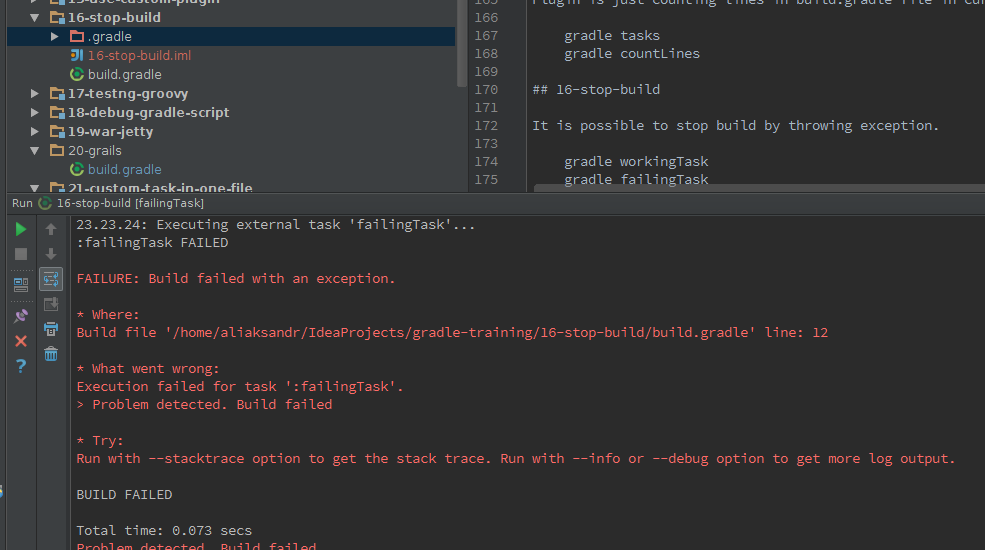 15-use-custom-plugin
16-stop-build
.gradle
16-stop-build.iml
build.gradle
17-testng-groovy
18-debug-gradle-script
19-war-jetty
20-grails
build.gradle
21-custom-task-in-one-file
165 Plugin is just counting lines in build.gradle file in
166
167 gradle tasks
168 gradle countLines
169
170 ## 16-stop-build
171
172 It is possible to stop build by throwing exception.
173
174 gradle workingTask
175 gradle failingTask
Run 16-stop-build [failingTask]
23.23.24: Executing external task 'failingTask'...
:failingTask FAILED
FAILURE: Build failed with an exception.
* Where:
Build file '/home/aliaksandr/IdeaProjects/gradle-training/16-stop-build/build.gradle' line: 12
* What went wrong:
Execution failed for task ':failingTask'.
> Problem detected. Build failed
* Try:
Run with --stacktrace option to get the stack trace. Run with --info or --debug option to get more log output.
BUILD FAILED
Total time: 0.073 secs
Problem detected. Build failed